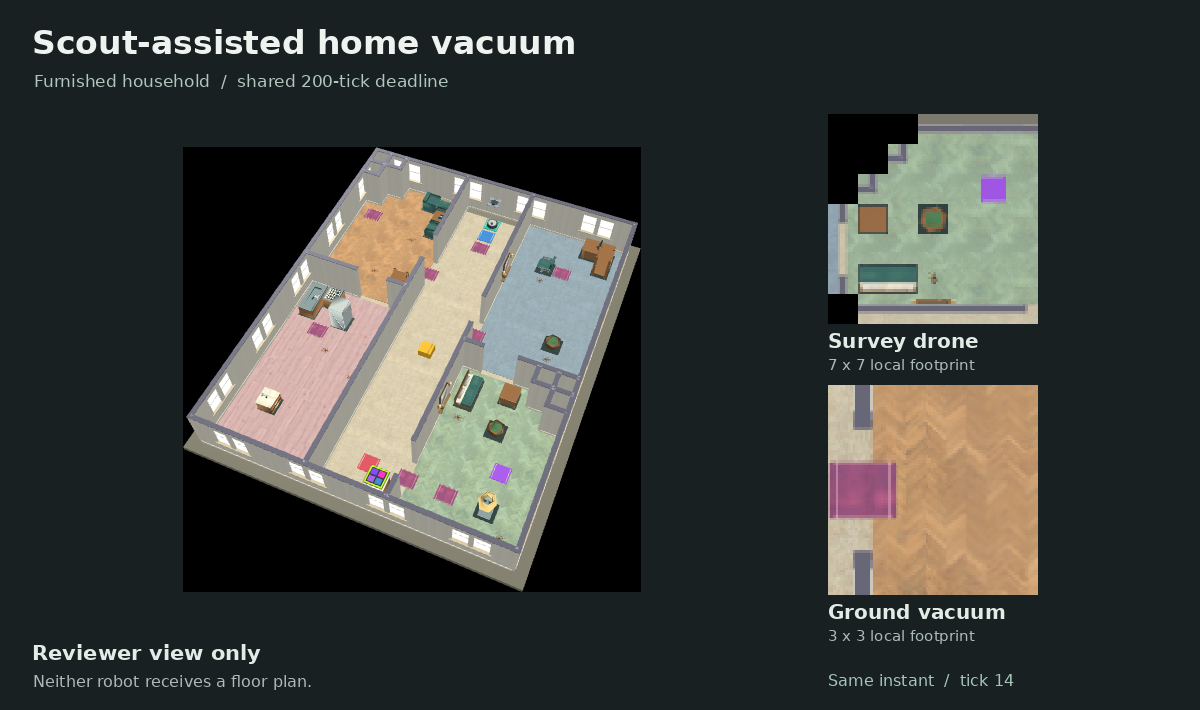 Scout-assisted home vacuum
Furnished household / shared 200-tick deadline
Survey drone
7 x 7 local footprint
Ground vacuum
3 x 3 local footprint
Reviewer view only
Neither robot receives a floor plan.
Same instant / tick 14